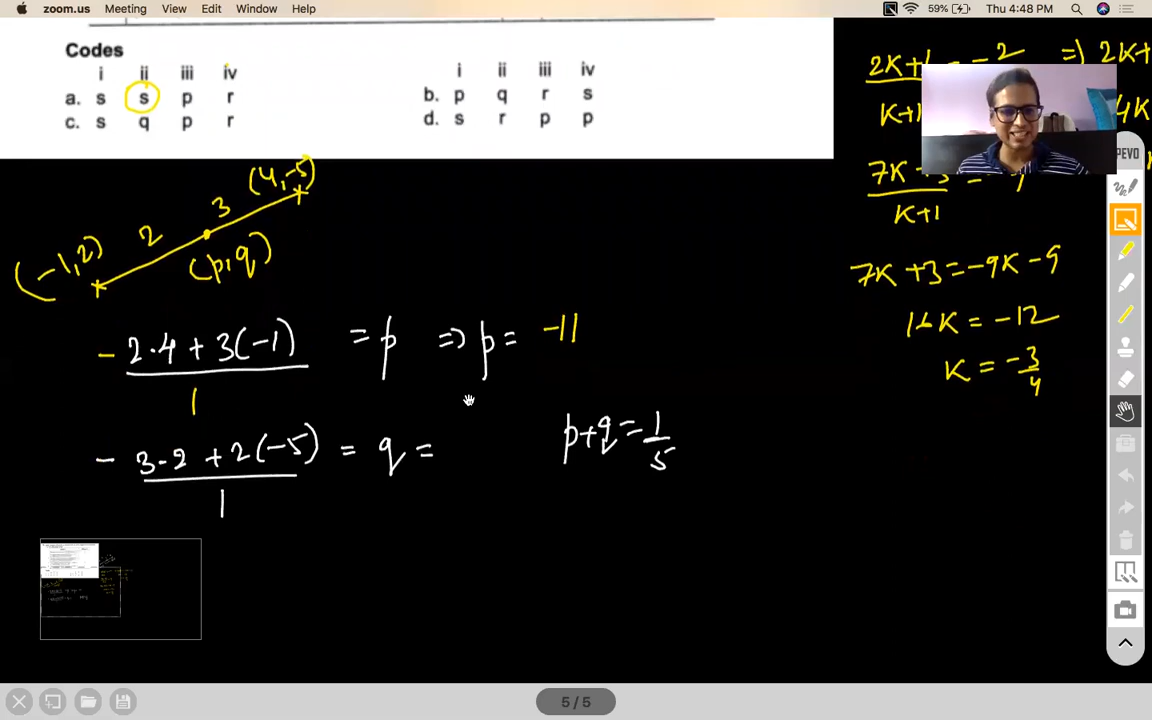 zoom.us Meeting View Edit Window Help 59% Thu 4:48 PM
Codes
i ii iii iv
a. s s p r
c. s q p r
i ii iii iv
b. p q r s
d. s r p p
(-1,2) 2 (p,q) 3 (4,-5)
- 2.4 + 3(-1) / 1 = p => p = -11
- 3.2 + 2(-5) / 1 = q =
p+q = 1/5
7K + 3 = -9K - 9
16K = -12
K = -3/4
5 / 5